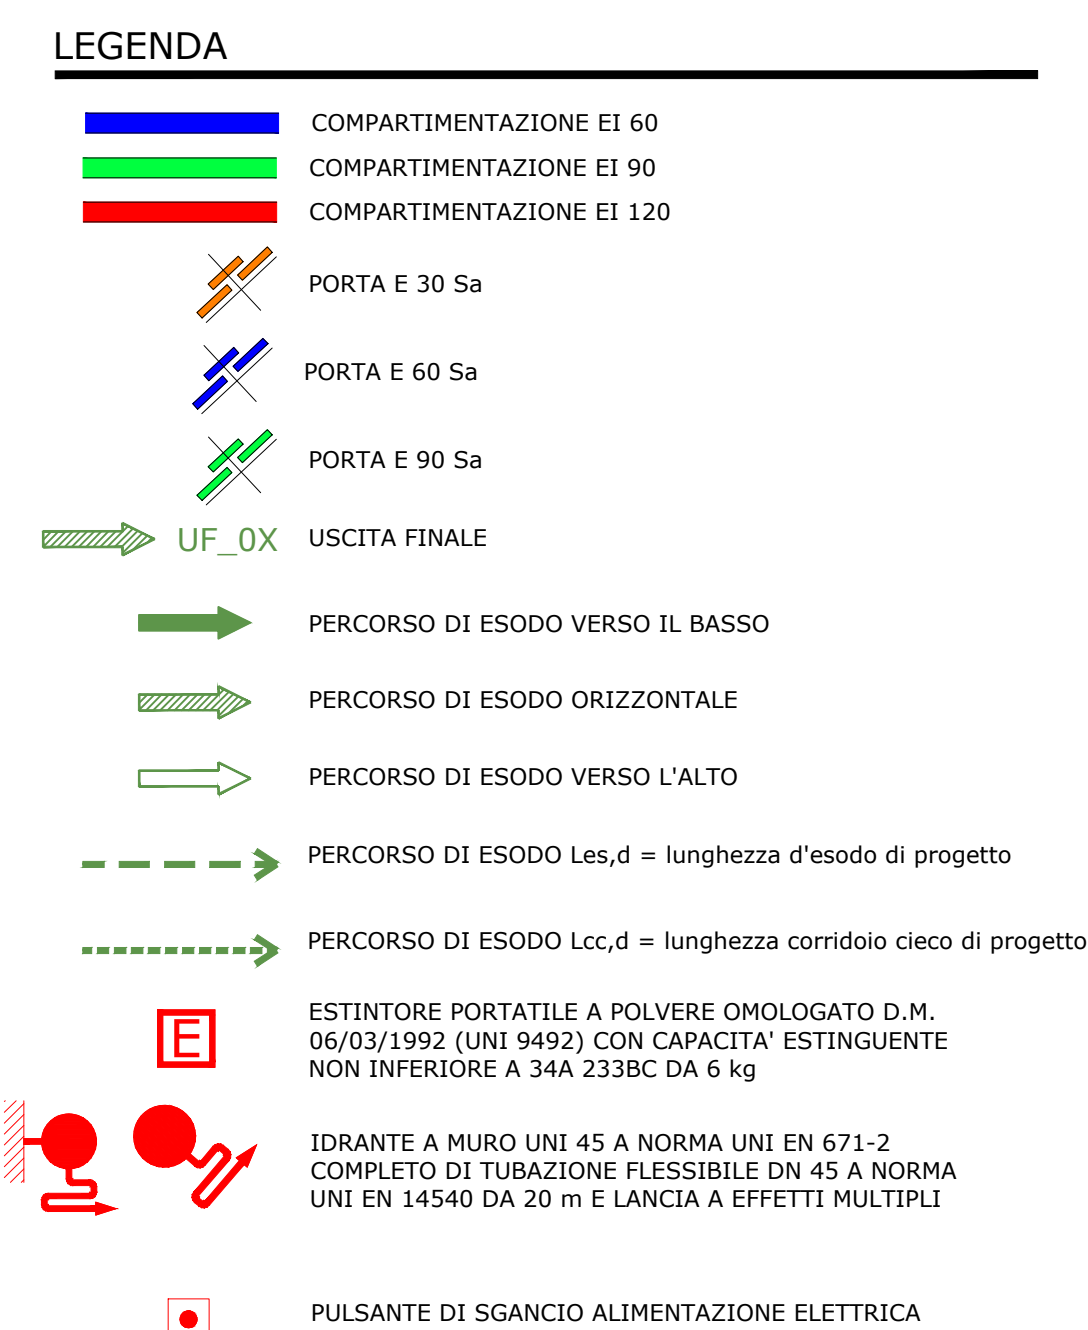 LEGENDA
COMPARTIMENTAZIONE EI 60
COMPARTIMENTAZIONE EI 90
COMPARTIMENTAZIONE EI 120
PORTA E 30 Sa
PORTA E 60 Sa
PORTA E 90 Sa
UF_0X USCITA FINALE
PERCORSO DI ESODO VERSO IL BASSO
PERCORSO DI ESODO ORIZZONTALE
PERCORSO DI ESODO VERSO L'ALTO
PERCORSO DI ESODO Les,d = lunghezza d'esodo di progetto
PERCORSO DI ESODO Lcc,d = lunghezza corridoio cieco di progetto
E
ESTINTORE PORTATILE A POLVERE OMOLOGATO D.M.
06/03/1992 (UNI 9492) CON CAPACITA' ESTINGUENTE
NON INFERIORE A 34A 233BC DA 6 kg
IDRANTE A MURO UNI 45 A NORMA UNI EN 671-2
COMPLETO DI TUBAZIONE FLESSIBILE DN 45 A NORMA
UNI EN 14540 DA 20 m E LANCIA A EFFETTI MULTIPLI
PULSANTE DI SGANCIO ALIMENTAZIONE ELETTRICA